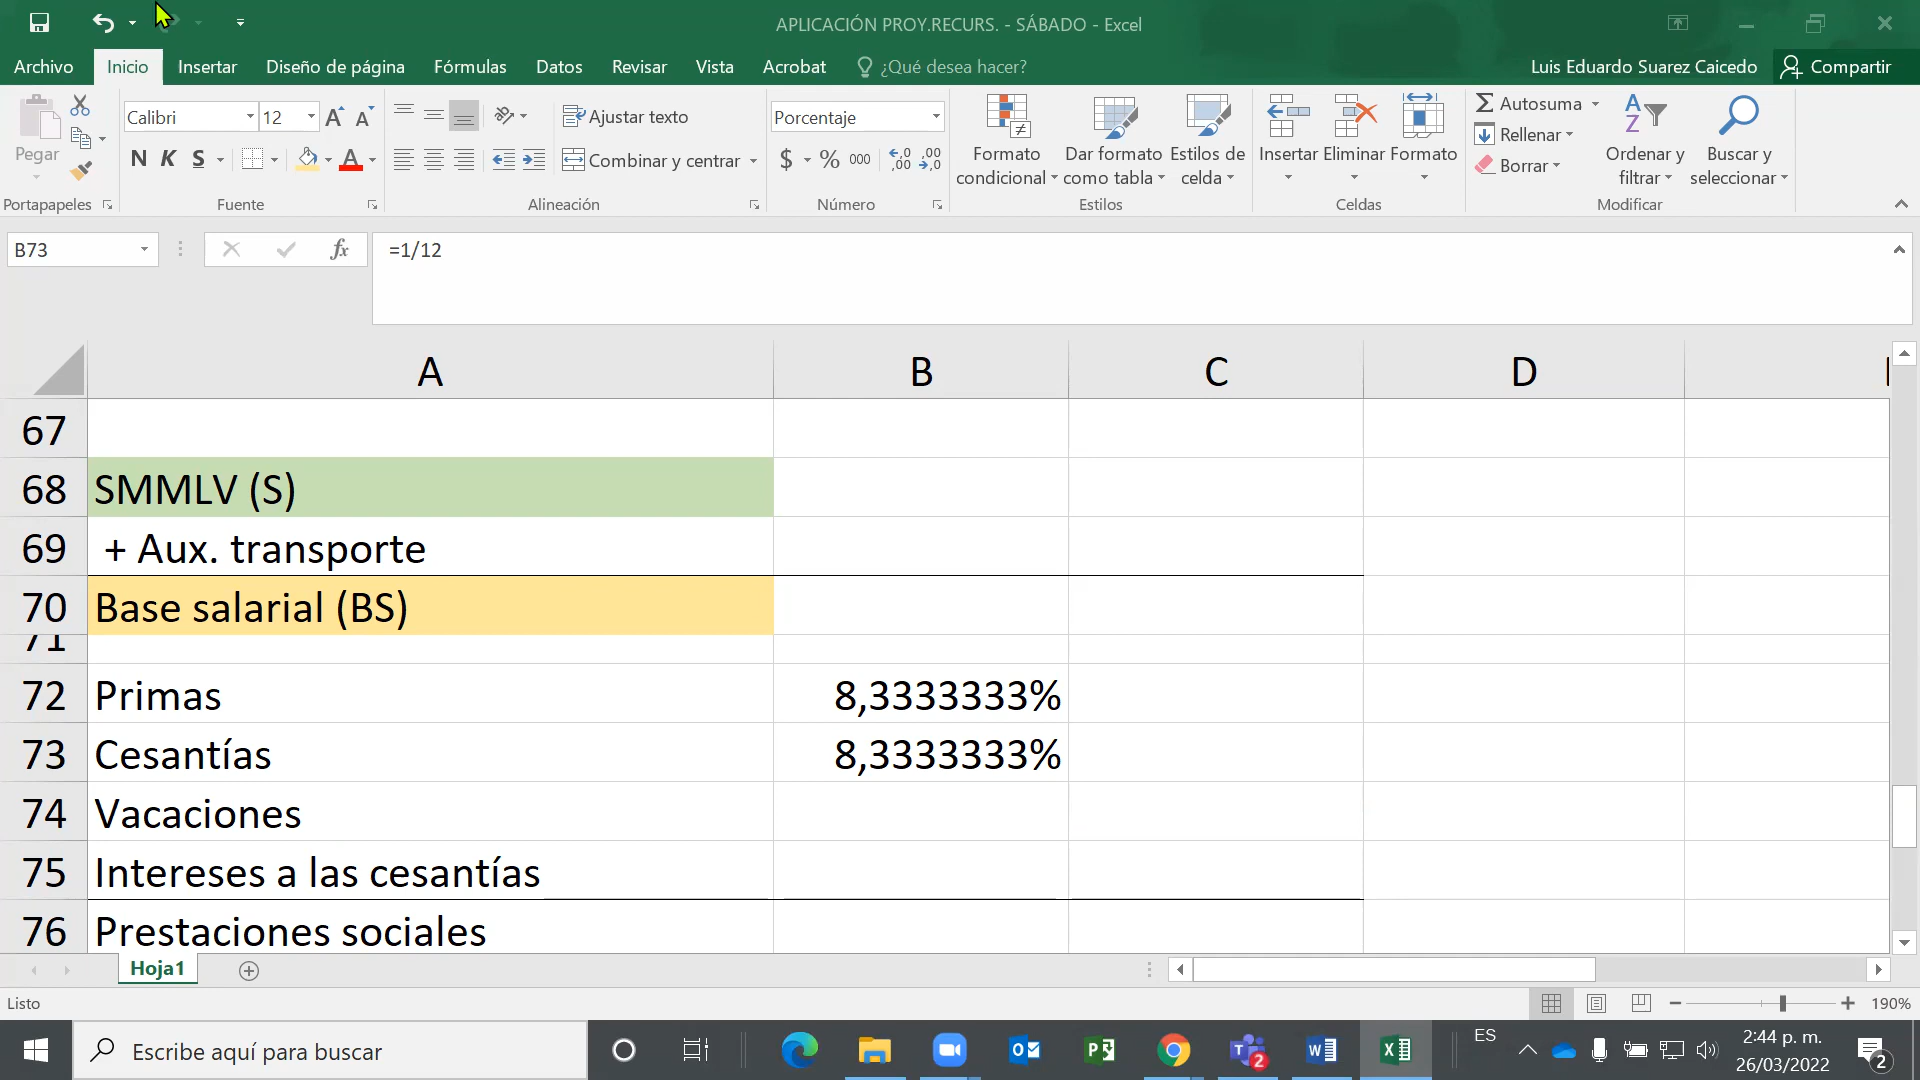 APLICACIÓN PROY.RECURS. - SÁBADO - Excel
Archivo Inicio Insertar Diseño de página Fórmulas Datos Revisar Vista Acrobat ¿Qué desea hacer? Luis Eduardo Suarez Caicedo Compartir
Pegar
Portapapeles
Calibri 12
N K S
Fuente
Ajustar texto
Combinar y centrar
Alineación
Porcentaje
$ % 000
Número
Formato condicional
Dar formato como tabla
Estilos de celda
Estilos
Insertar Eliminar Formato
Celdas
Autosuma
Rellenar
Borrar
Ordenar y filtrar
Buscar y seleccionar
Modificar
B73 fx =1/12
A B C D
67
68 SMMLV (S)
69 + Aux. transporte
70 Base salarial (BS)
71
72 Primas 8,3333333%
73 Cesantías 8,3333333%
74 Vacaciones
75 Intereses a las cesantías
76 Prestaciones sociales
Hoja1
Listo 190%
Escribe aquí para buscar
ES
2:44 p. m.
26/03/2022
2
2